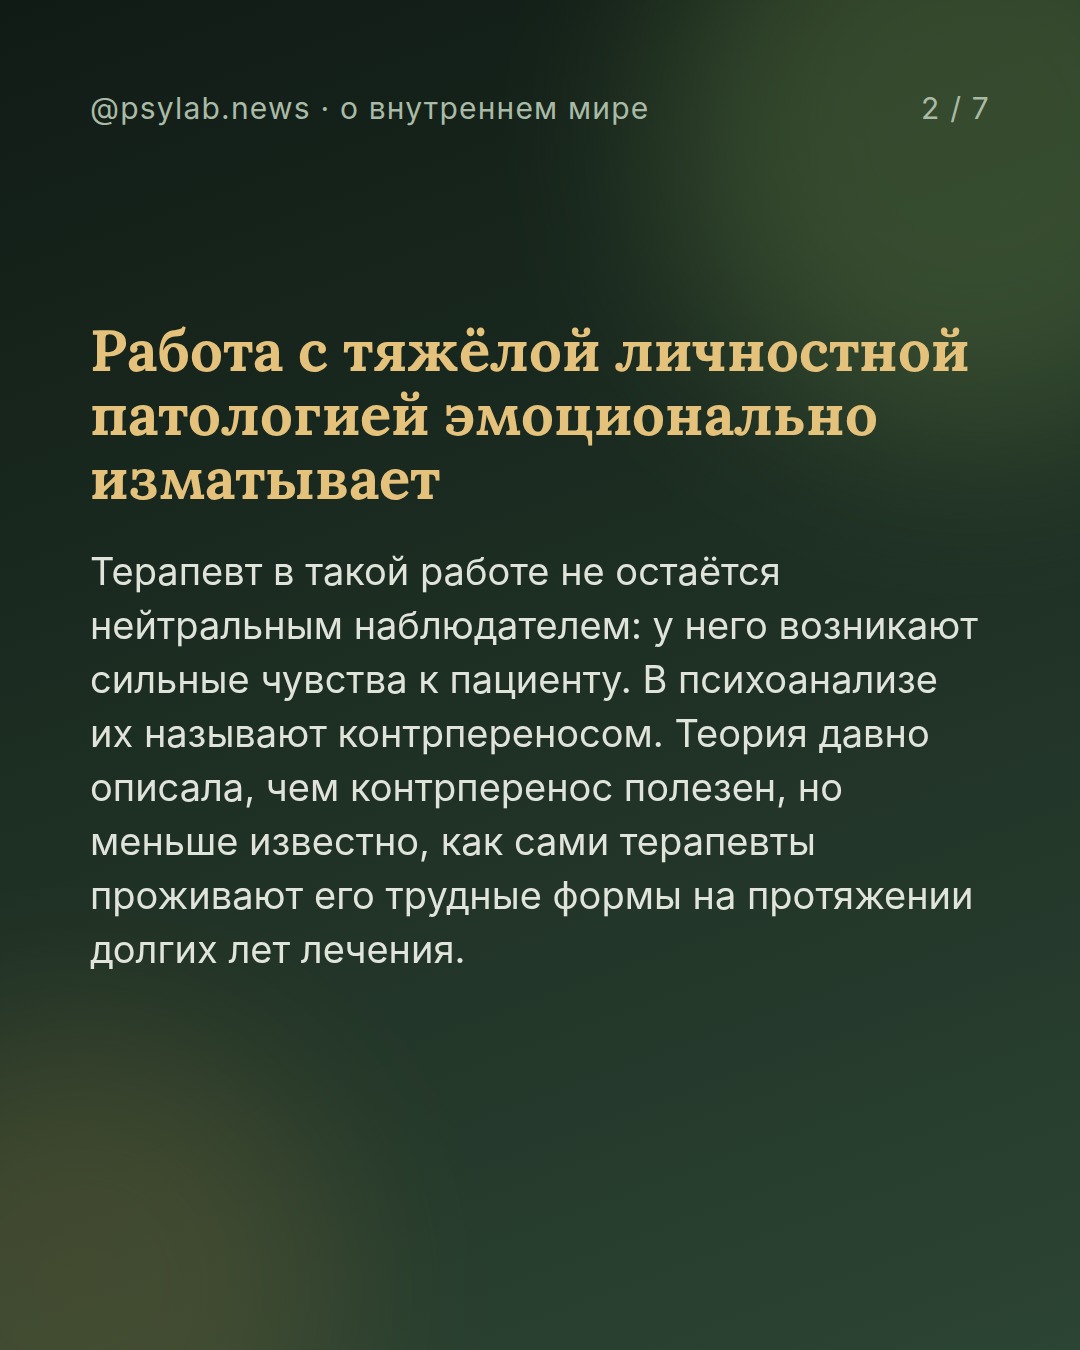 @psylab.news · о внутреннем мире
2 / 7
Работа с тяжёлой личностной
патологией эмоционально
изматывает
Терапевт в такой работе не остаётся
нейтральным наблюдателем: у него возникают
сильные чувства к пациенту. В психоанализе
их называют контрпереносом. Теория давно
описала, чем контрперенос полезен, но
меньше известно, как сами терапевты
проживают его трудные формы на протяжении
долгих лет лечения.